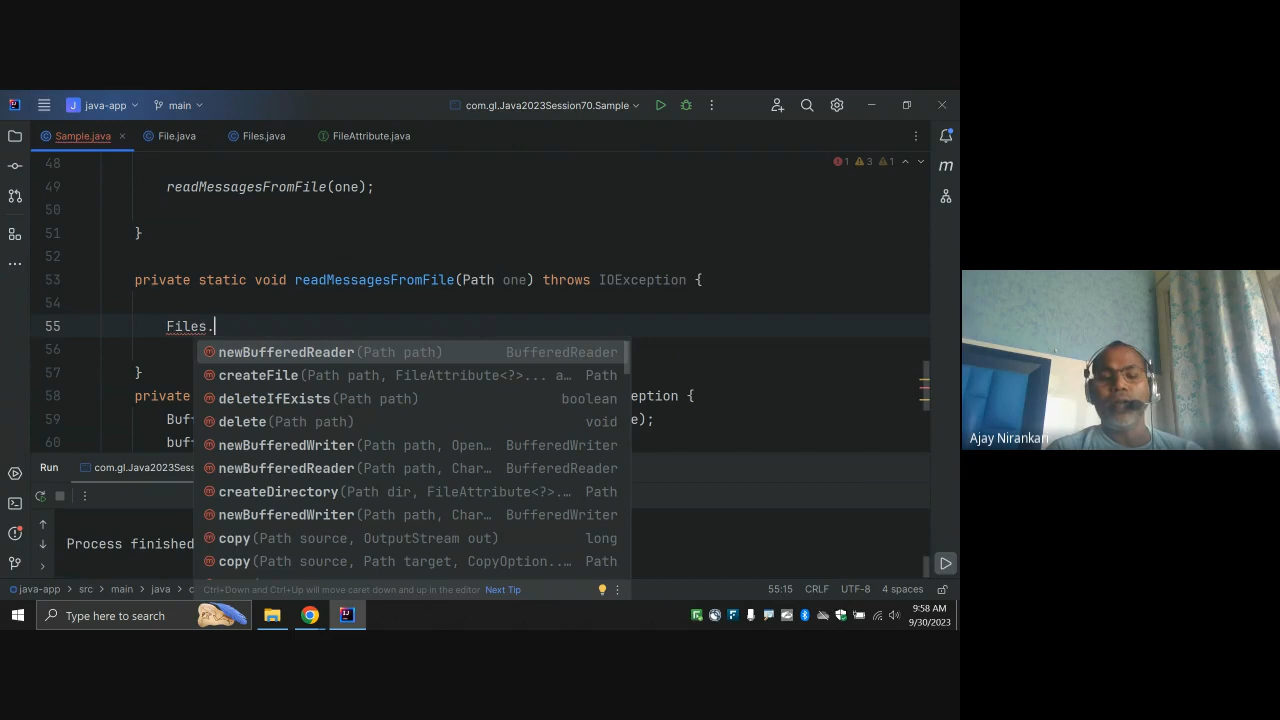 java-app
main
com.gl.Java2023Session70.Sample
Sample.java
File.java
Files.java
FileAttribute.java
48
1 3 1
49 readMessagesFromFile(one);
50
51 }
52
53 private static void readMessagesFromFile(Path one) throws IOException {
54
55 Files.
56
57 }
58 private eption {
59 Buf );
60 buf
newBufferedReader(Path path) BufferedReader
createFile(Path path, FileAttribute<?>... a... Path
deleteIfExists(Path path) boolean
delete(Path path) void
newBufferedWriter(Path path, Open... BufferedWriter
newBufferedReader(Path path, Char... BufferedReader
createDirectory(Path dir, FileAttribute<?>... Path
newBufferedWriter(Path path, Char... BufferedWriter
copy(Path source, OutputStream out) long
copy(Path source, Path target, CopyOption... Path
Ctrl+Down and Ctrl+Up will move caret down and up in the editor Next Tip
Run com.gl.Java2023Sess
Process finished
java-app > src > main > java > c
55:15 CRLF UTF-8 4 spaces
Type here to search
9:58 AM
9/30/2023
Ajay Nirankari